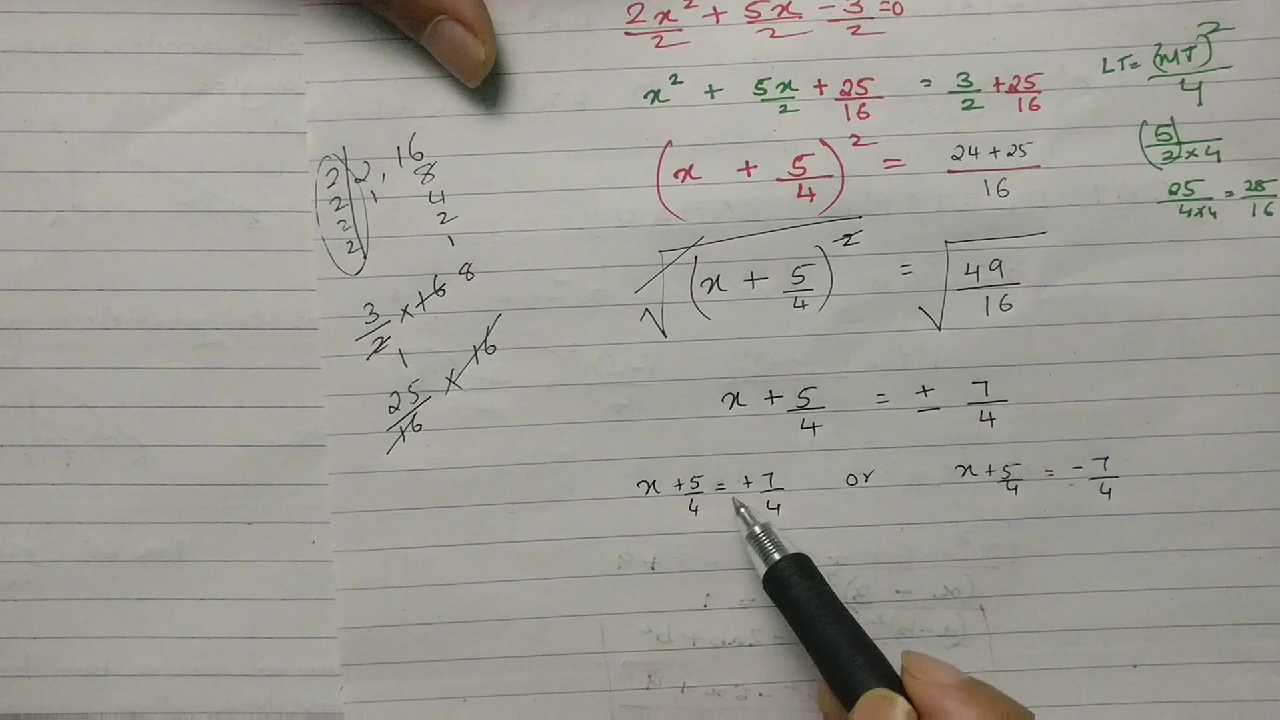 2x²/2 + 5x/2 - 3/2 = 0
x² + 5x/2 + 25/16 = 3/2 + 25/16
(x + 5/4)² = (24 + 25)/16
√(x + 5/4)² = √(49/16)
x + 5/4 = ± 7/4
x + 5/4 = + 7/4 or x + 5/4 = - 7/4
LT = (MT)²/4
25/(4×4) = 25/16
2 | 2, 16
2 | 1 8
2 | 4
2 | 2
1
3/2 × 16 8
1
25/16 × 16